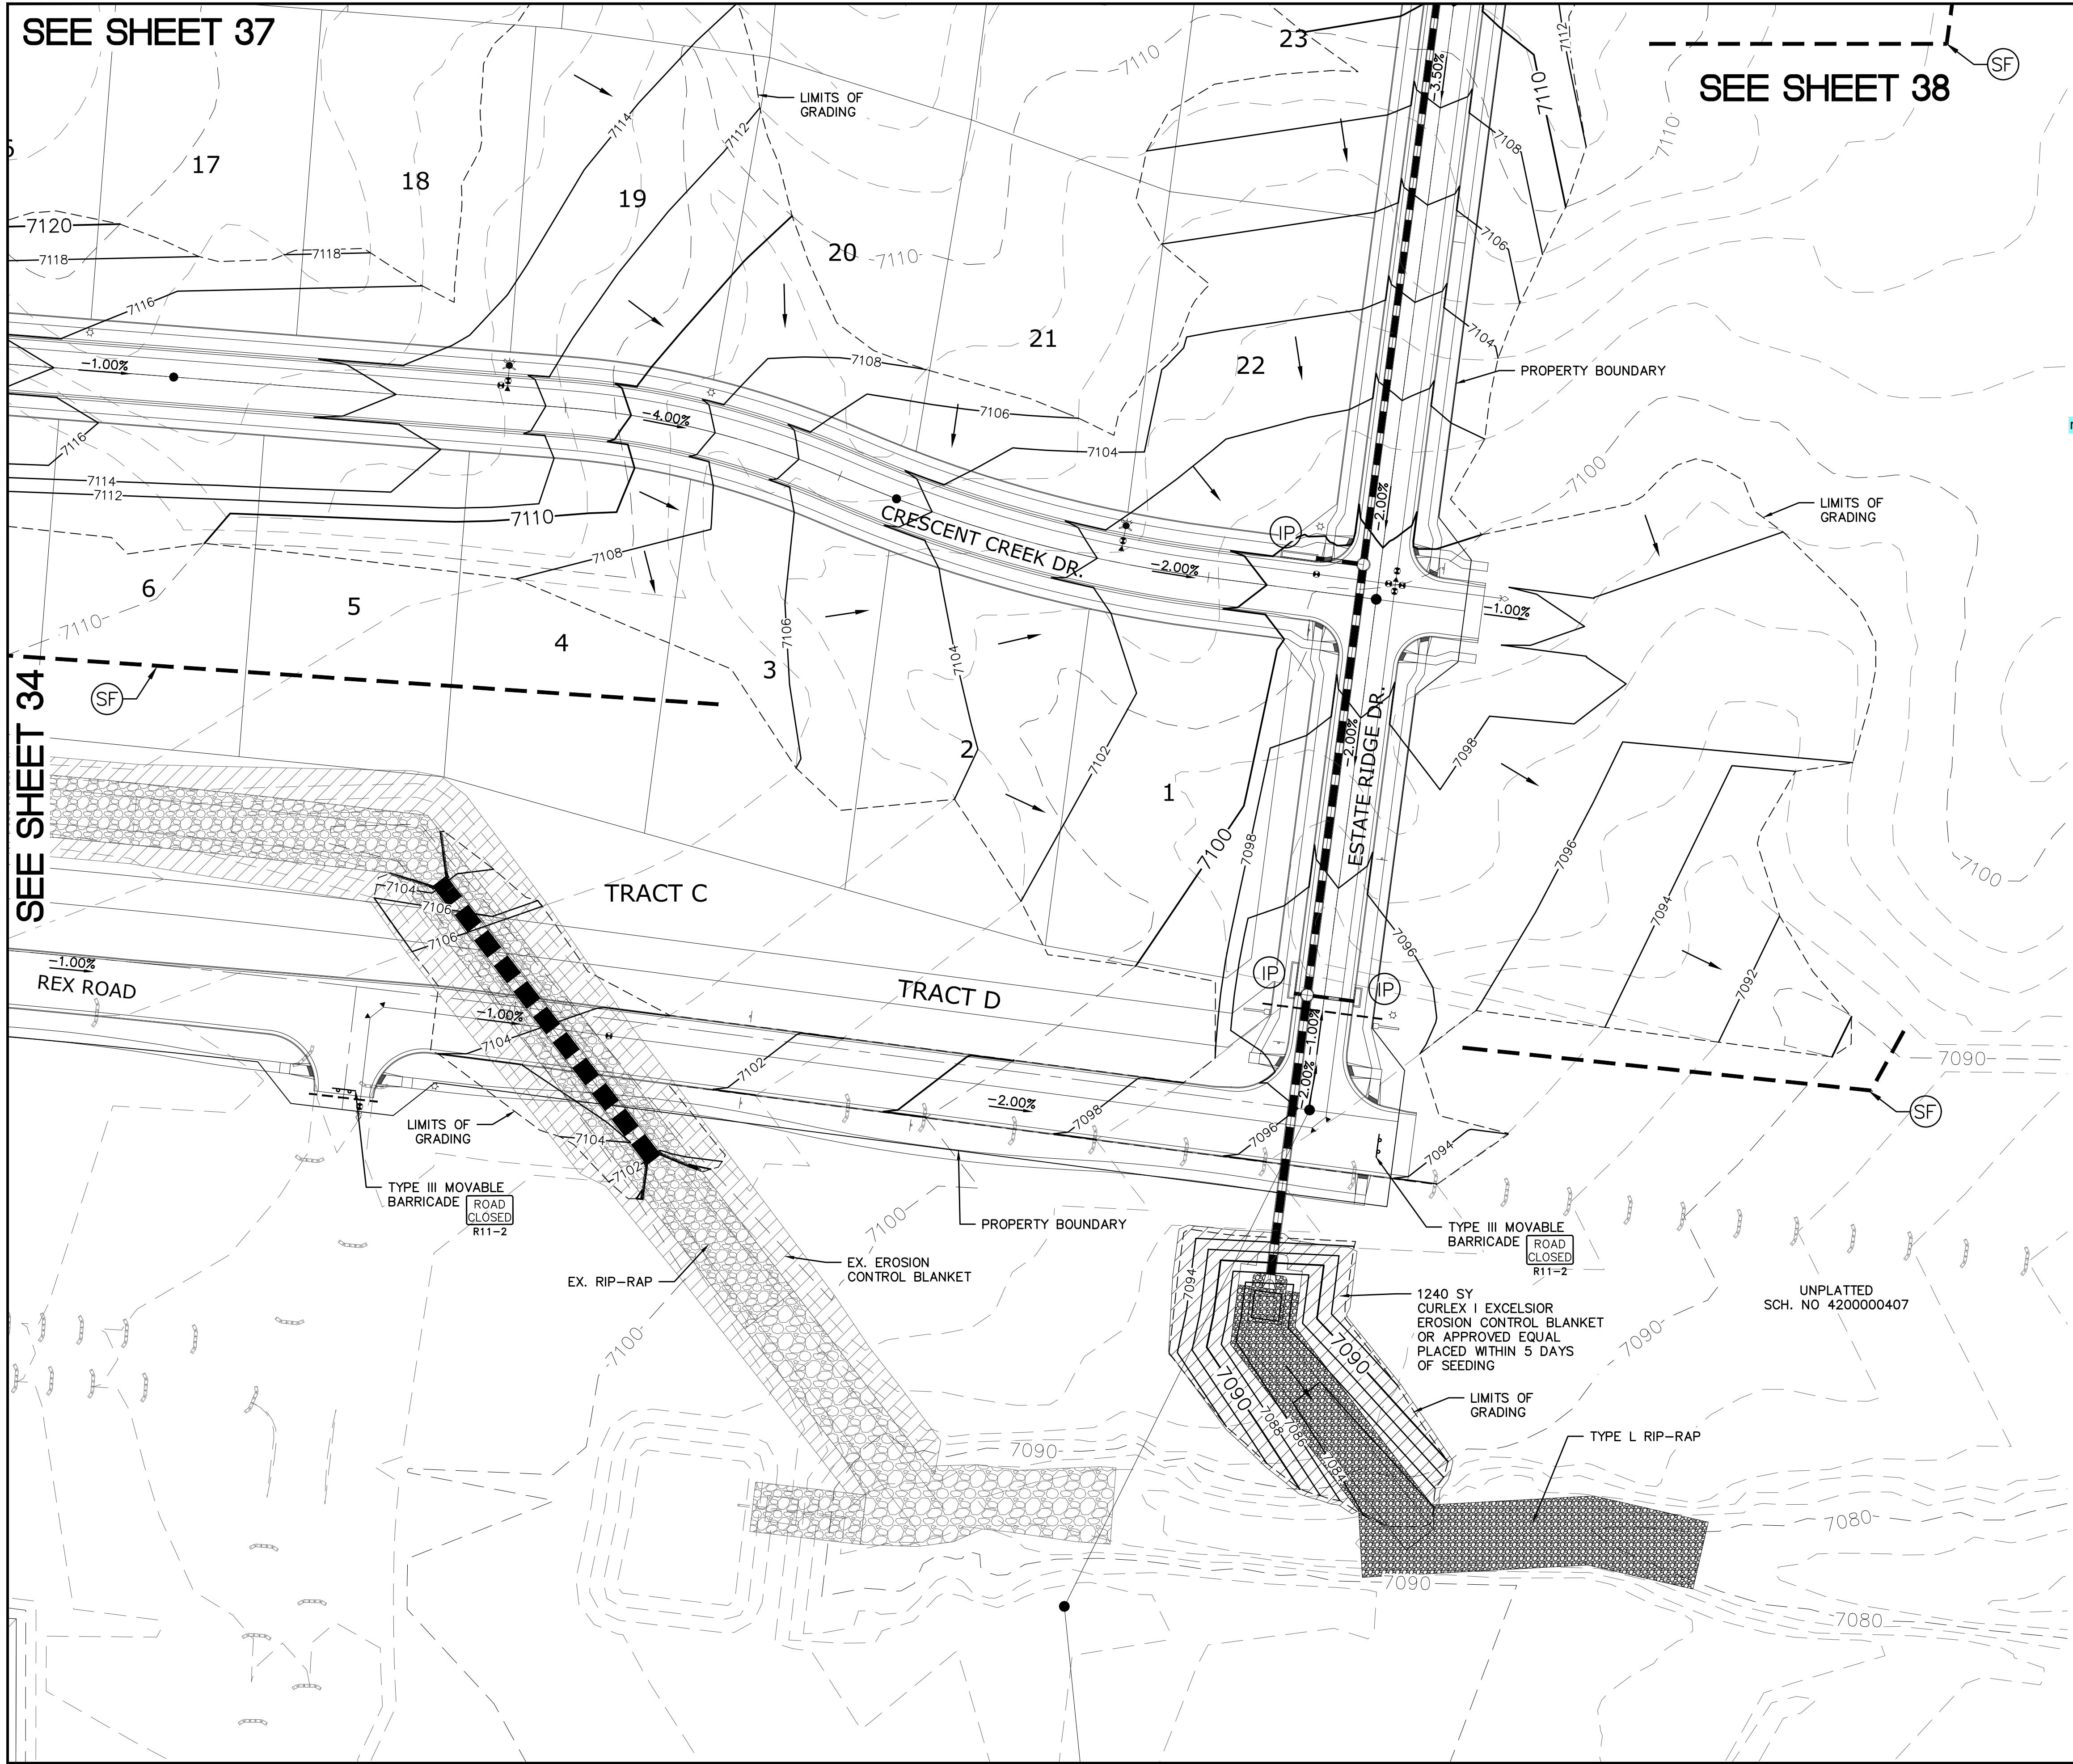 SEE SHEET 37
SEE SHEET 38
SF
23
7110
7112
7110
-3.50%
7108
7110
LIMITS OF
GRADING
7114
7112
17
18
19
20
7110
7120
7118
7118
7116
7106
7104
21
22
7108
PROPERTY BOUNDARY
-1.00%
-4.00%
7106
7104
7116
7114
7112
7110
7108
CRESCENT CREEK DR.
IP
-2.00%
-2.00%
-1.00%
7100
LIMITS OF
GRADING
6
5
4
3
2
1
7110
7106
7104
7102
7100
7098
SEE SHEET 34
SF
ESTATE RIDGE DR.
-2.00%
7098
7096
7094
7092
7100
7096
TRACT C
TRACT D
7104
7106
7106
-1.00%
REX ROAD
-1.00%
7104
IP
IP
-1.00%
-2.00%
7102
-2.00%
7098
7096
7094
7090
SF
LIMITS OF
GRADING
7104
7102
TYPE III MOVABLE
BARRICADE
ROAD
CLOSED
R11-2
PROPERTY BOUNDARY
7100
EX. EROSION
CONTROL BLANKET
EX. RIP-RAP
7100
TYPE III MOVABLE
BARRICADE
ROAD
CLOSED
R11-2
UNPLATTED
SCH. NO 4200000407
7094
1240 SY
CURLEX I EXCELSIOR
EROSION CONTROL BLANKET
OR APPROVED EQUAL
PLACED WITHIN 5 DAYS
OF SEEDING
7090
7090
7090
7088
7086
7084
LIMITS OF
GRADING
TYPE L RIP-RAP
7090
7080
7090
7080